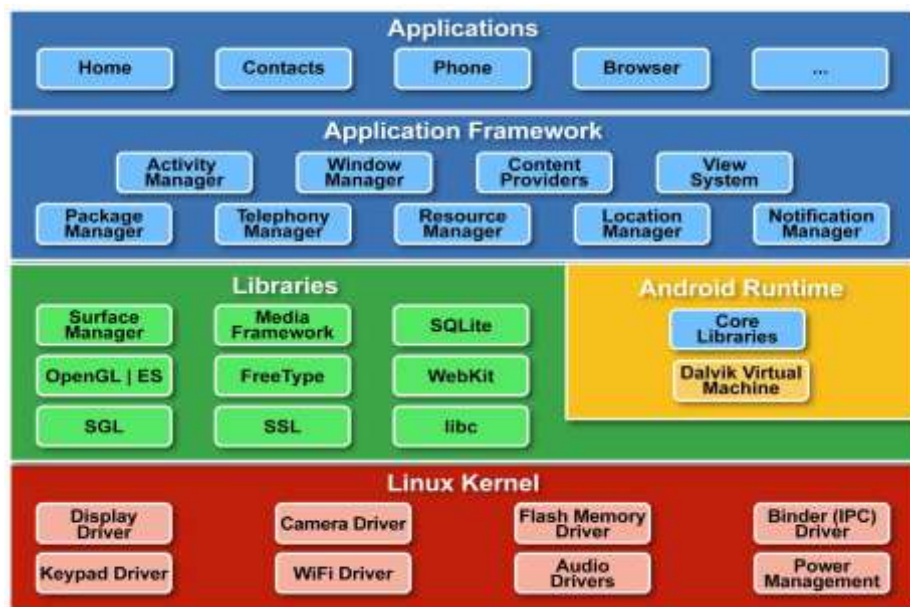 Applications
Home
Contacts
Phone
Browser
...
Application Framework
Activity
Manager
Window
Manager
Content
Providers
View
System
Package
Manager
Telephony
Manager
Resource
Manager
Location
Manager
Notification
Manager
Libraries
Surface
Manager
Media
Framework
SQLite
OpenGL | ES
FreeType
WebKit
SGL
SSL
libc
Android Runtime
Core
Libraries
Dalvik Virtual
Machine
Linux Kernel
Display
Driver
Camera Driver
Flash Memory
Driver
Binder (IPC)
Driver
Keypad Driver
WiFi Driver
Audio
Drivers
Power
Management